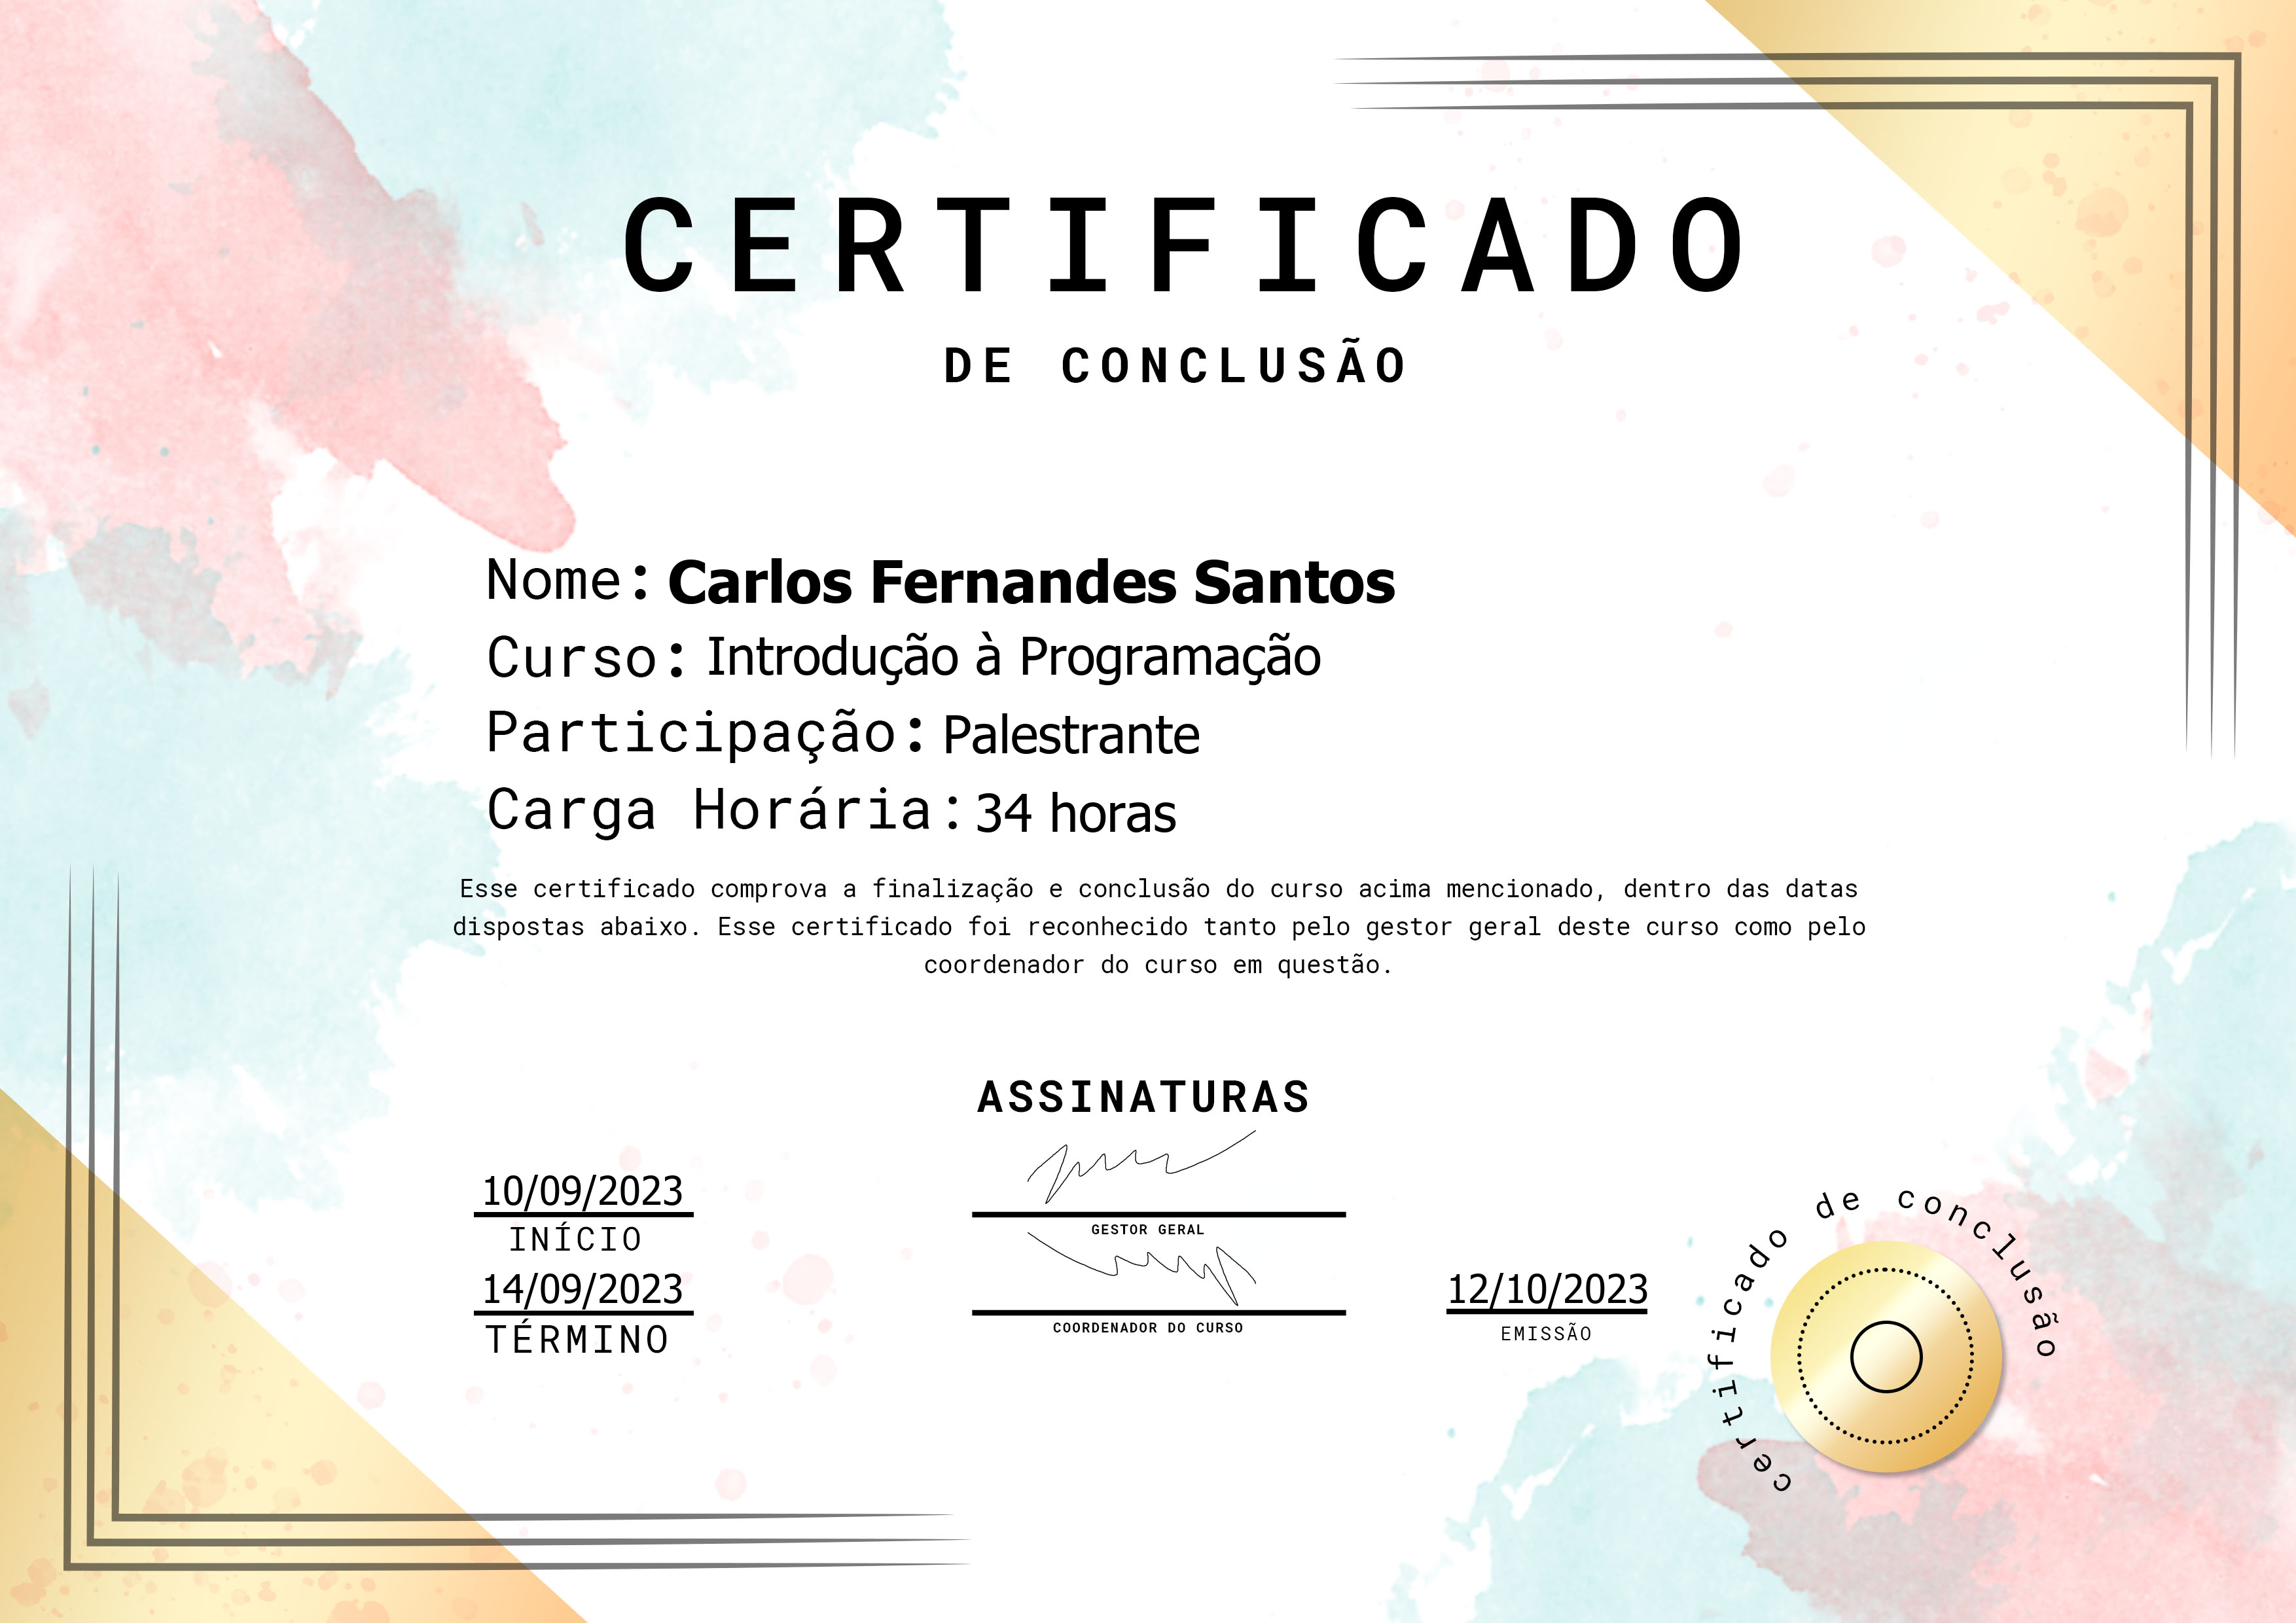 CERTIFICADO
DE CONCLUSÃO
Nome: Carlos Fernandes Santos
Curso: Introdução à Programação
Participação: Palestrante
Carga Horária: 34 horas
Esse certificado comprova a finalização e conclusão do curso acima mencionado, dentro das datas
dispostas abaixo. Esse certificado foi reconhecido tanto pelo gestor geral deste curso como pelo
coordenador do curso em questão.
ASSINATURAS
10/09/2023
INÍCIO
14/09/2023
TÉRMINO
GESTOR GERAL
COORDENADOR DO CURSO
12/10/2023
EMISSÃO
certificado de conclusão